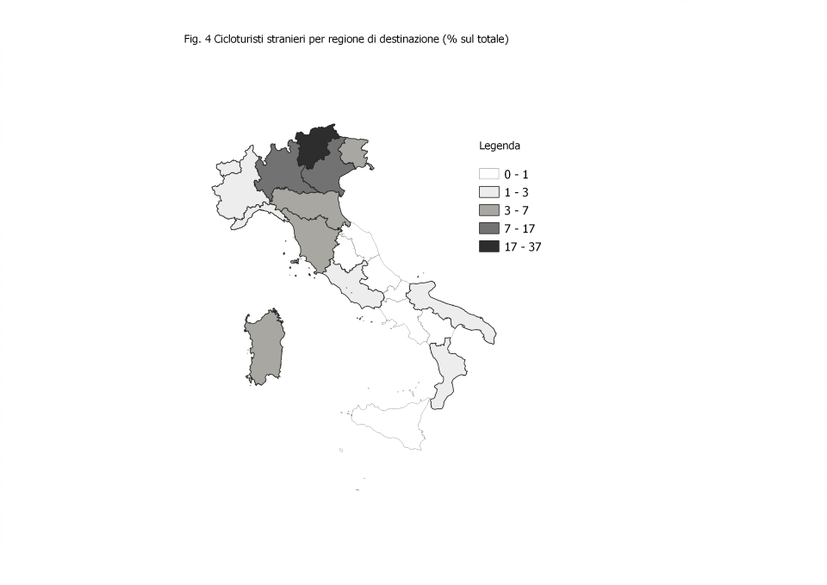 Fig. 4 Cicloturisti stranieri per regione di destinazione (% sul totale)
Legenda
0 - 1
1 - 3
3 - 7
7 - 17
17 - 37